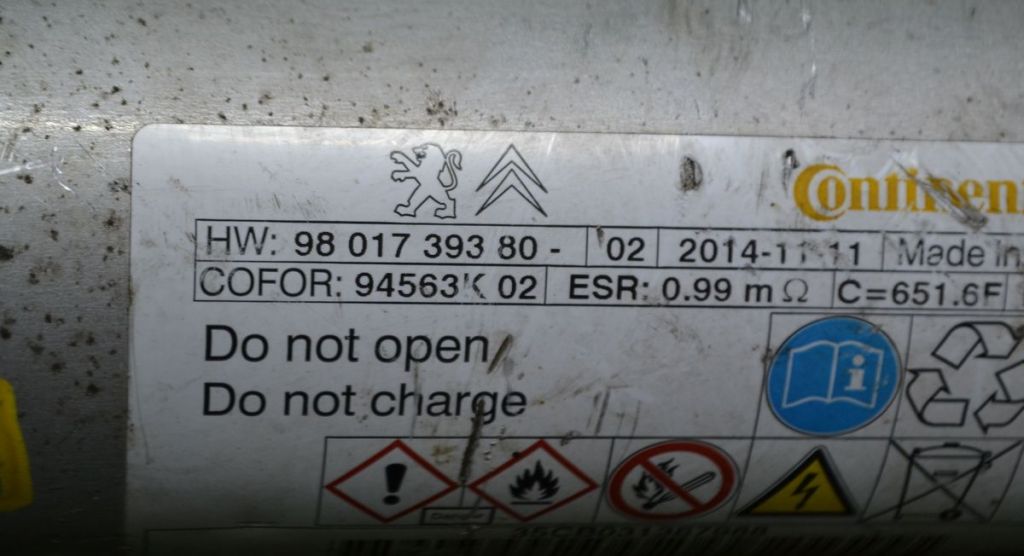 Continen
HW: 98 017 393 80 - 02 2014-11-11 Made in
COFOR: 94563K 02 ESR: 0.99 m Ω C=651.6F
Do not open
Do not charge